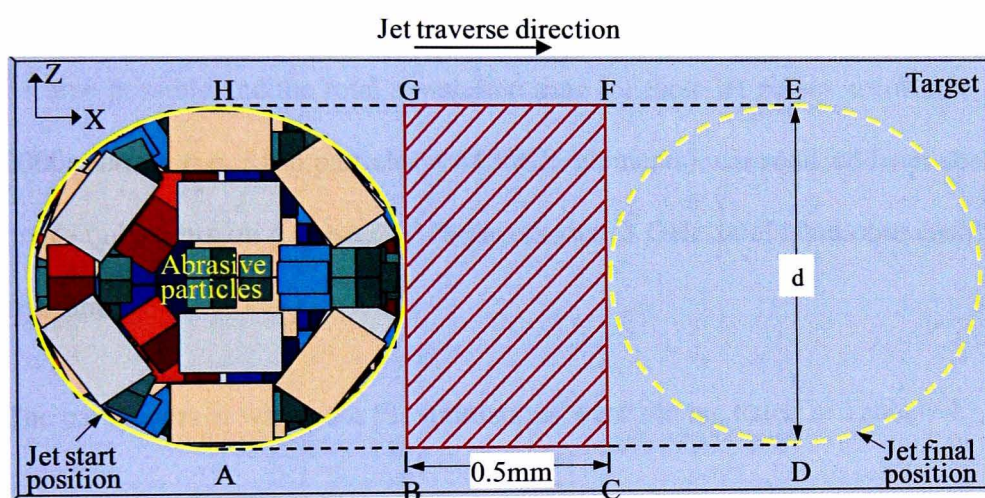 Jet traverse direction
Z
X
H
G
F
E
Target
Abrasive
particles
d
Jet start
position
A
B
0.5mm
C
D
Jet final
position